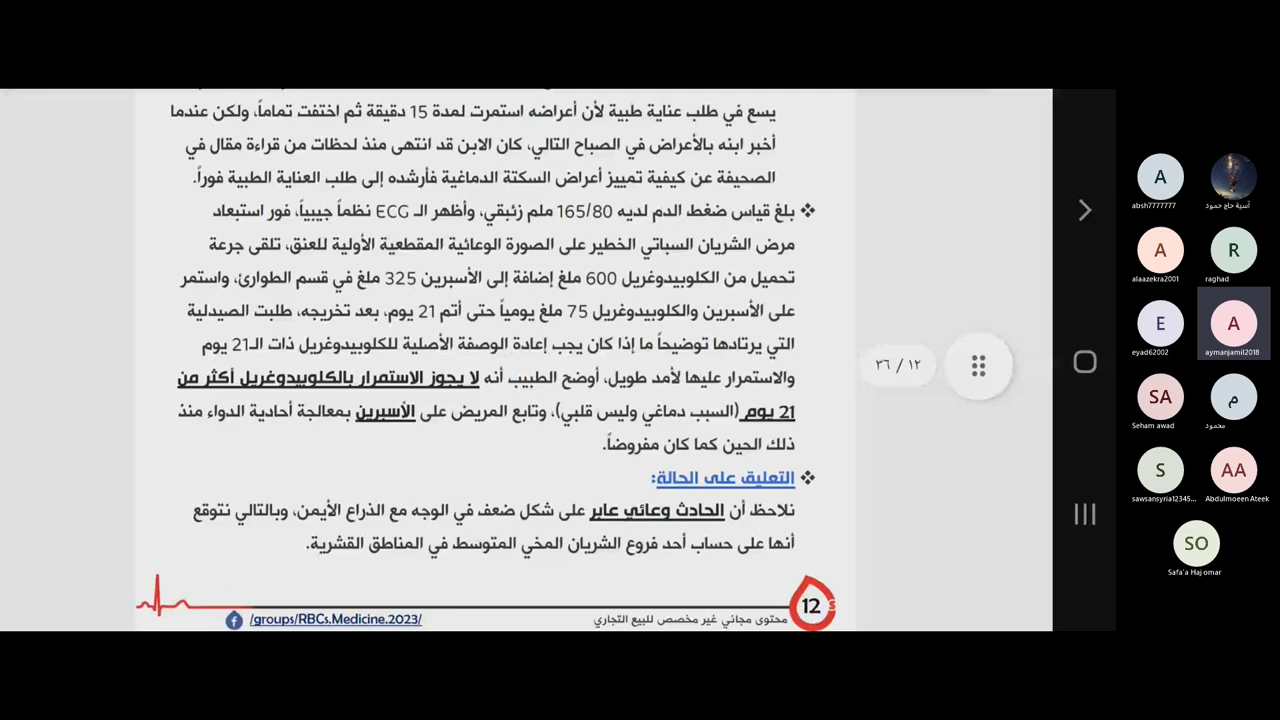 يسع في طلب عناية طبية لأن أعراضه استمرت لمدة 15 دقيقة ثم اختفت تماماً، ولكن عندما
أخبر ابنه بالأعراض في الصباح التالي، كان الابن قد انتهى منذ لحظات من قراءة مقال في
الصحيفة عن كيفية تمييز أعراض السكتة الدماغية فأرشده إلى طلب العناية الطبية فوراً.
❖ بلغ قياس ضغط الدم لديه 165/80 ملم زئبقي، وأظهر الـ ECG نظماً جيبياً، فور استبعاد
مرض الشريان السباتي الخطير على الصورة الوعائية المقطعية الأولية للعنق، تلقى جرعة
تحميل من الكلوبيدوغريل 600 ملغ إضافة إلى الأسبرين 325 ملغ في قسم الطوارئ، واستمر
على الأسبرين والكلوبيدوغريل 75 ملغ يومياً حتى أتم 21 يوم، بعد تخريجه، طلبت الصيدلية
التي يرتادها توضيحاً ما إذا كان يجب إعادة الوصفة الأصلية للكلوبيدوغريل ذات الـ21 يوم
والاستمرار عليها لأمد طويل، أوضح الطبيب أنه لا يجوز الاستمرار بالكلوبيدوغريل أكثر من
21 يوم (السبب دماغي وليس قلبي)، وتابع المريض على الأسبرين بمعالجة أحادية الدواء منذ
ذلك الحين كما كان مفروضاً.
❖ التعليق على الحالة:
نلاحظ أن الحادث وعائي عابر على شكل ضعف في الوجه مع الذراع الأيمن، وبالتالي نتوقع
أنها على حساب أحد فروع الشريان المخي المتوسط في المناطق القشرية.
12
محتوى مجاني غير مخصص للبيع التجاري
/groups/RBCs.Medicine.2023/
٢٦ / ١٢
A
absh7777777
آسية حاج حمود
A
alaazekra2001
R
raghad
E
eyad62002
A
aymanjamil2018
SA
Seham awad
م
محمود
S
sawsansyria12345...
AA
Abdulmoeen Ateek
SO
Safa'a Haj omar